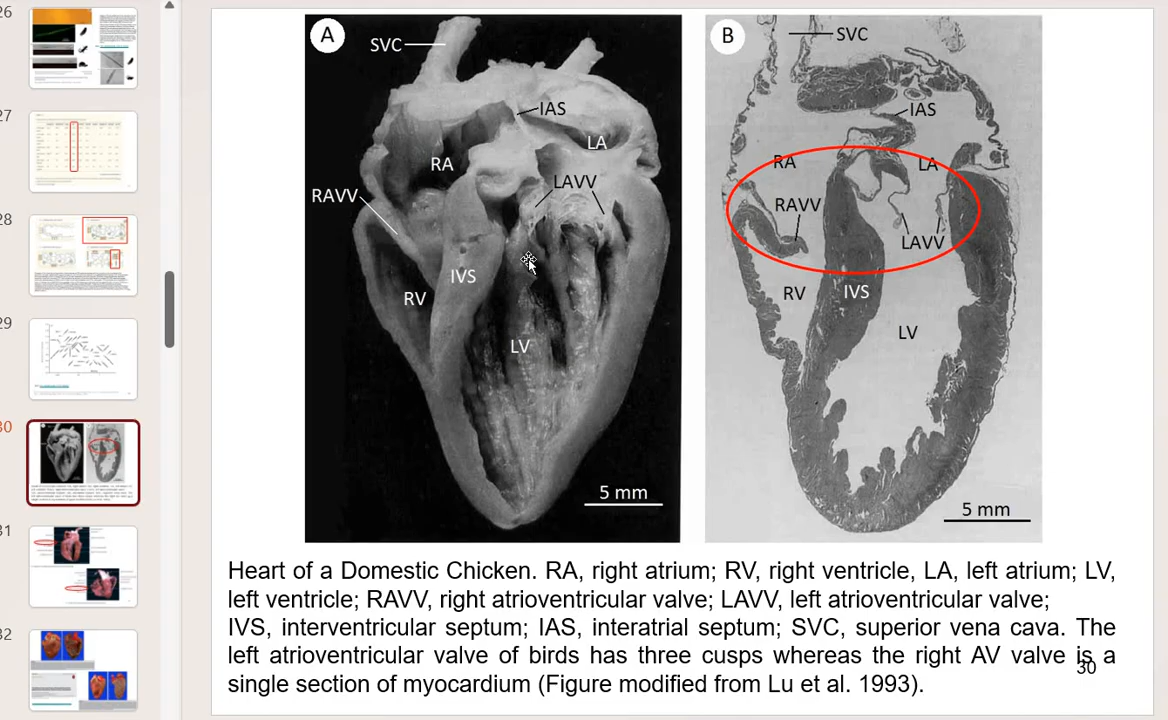 26
27
28
29
30
31
32
A
SVC
IAS
LA
RA
LAVV
RAVV
IVS
RV
LV
5 mm
B
SVC
IAS
RA
LA
RAVV
LAVV
RV
IVS
LV
5 mm
Heart of a Domestic Chicken. RA, right atrium; RV, right ventricle, LA, left atrium; LV,
left ventricle; RAVV, right atrioventricular valve; LAVV, left atrioventricular valve;
IVS, interventricular septum; IAS, interatrial septum; SVC, superior vena cava. The
left atrioventricular valve of birds has three cusps whereas the right AV valve is a
single section of myocardium (Figure modified from Lu et al. 1993).
30